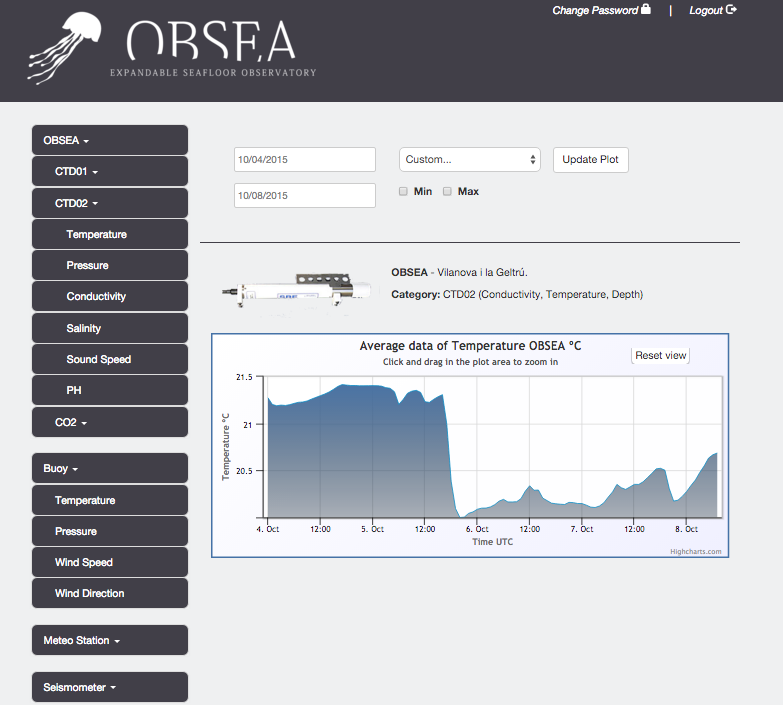 Change Password | Logout
OBSEA
EXPANDABLE SEAFLOOR OBSERVATORY
OBSEA
CTD01
CTD02
Temperature
Pressure
Conductivity
Salinity
Sound Speed
PH
CO2
Buoy
Temperature
Pressure
Wind Speed
Wind Direction
Meteo Station
Seismometer
10/04/2015
Custom...
Update Plot
10/08/2015
Min
Max
OBSEA - Vilanova i la Geltrú.
Category: CTD02 (Conductivity, Temperature, Depth)
Average data of Temperature OBSEA °C
Click and drag in the plot area to zoom in
Reset view
Temperature °C
21.5
21
20.5
4. Oct
12:00
5. Oct
12:00
6. Oct
12:00
7. Oct
12:00
8. Oct
Time UTC
Highcharts.com